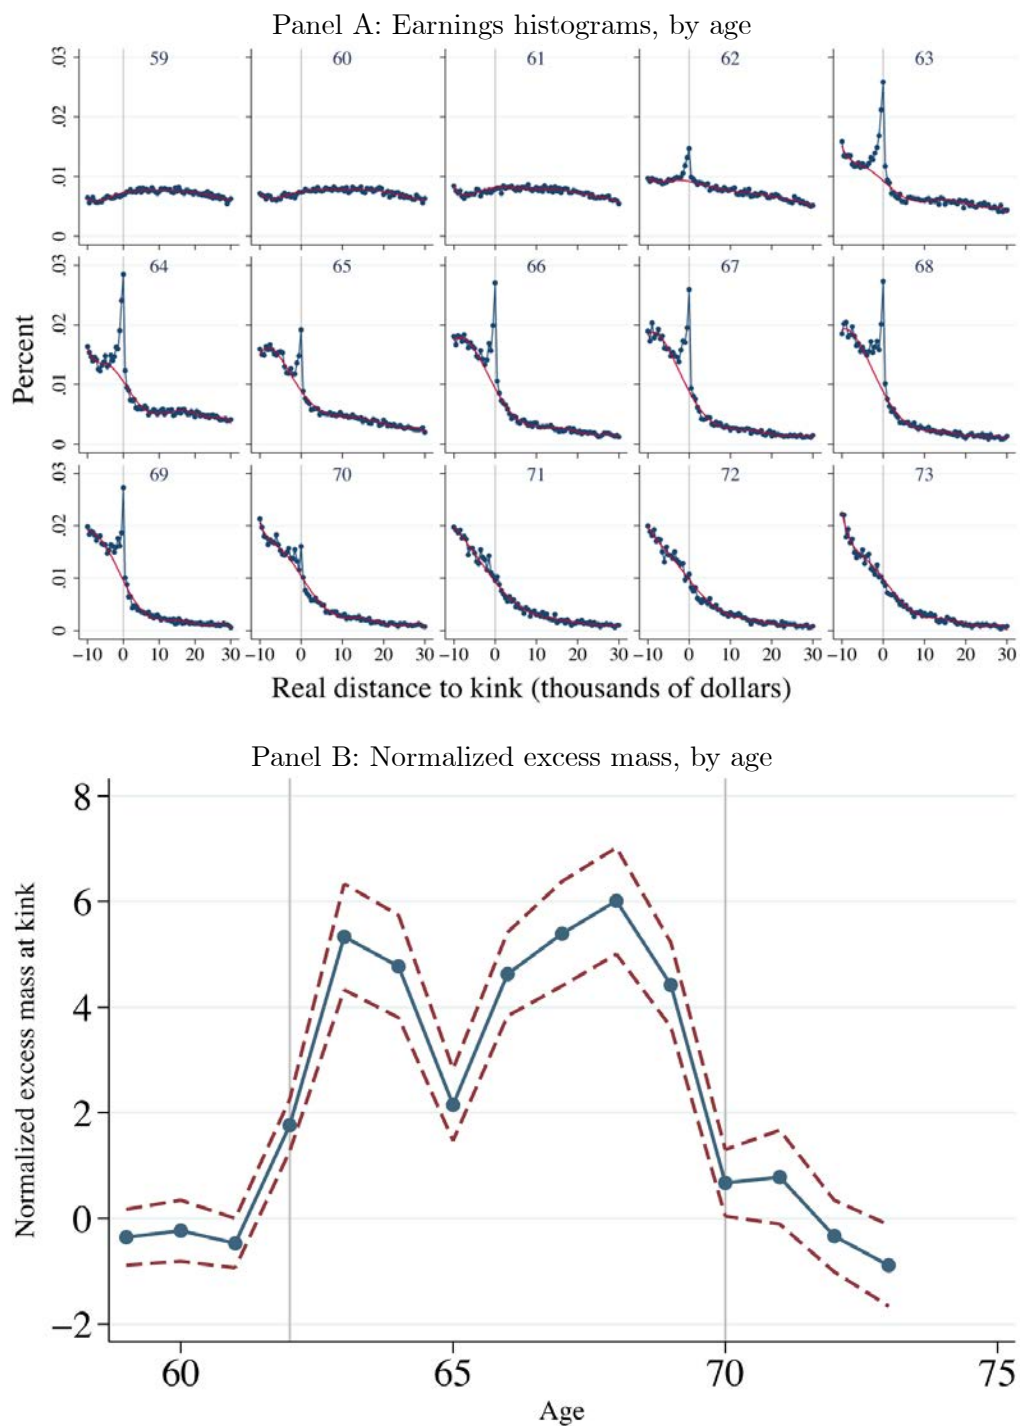 Panel A: Earnings histograms, by age
.03 59 60 61 62 63
.02
.01
0
.03 64 65 66 67 68
.02
.01
0
Percent
.03 69 70 71 72 73
.02
.01
0
−10 0 10 20 30 −10 0 10 20 30 −10 0 10 20 30 −10 0 10 20 30 −10 0 10 20 30
Real distance to kink (thousands of dollars)
Panel B: Normalized excess mass, by age
8
6
4
2
0
−2
Normalized excess mass at kink
60 65 70 75
Age